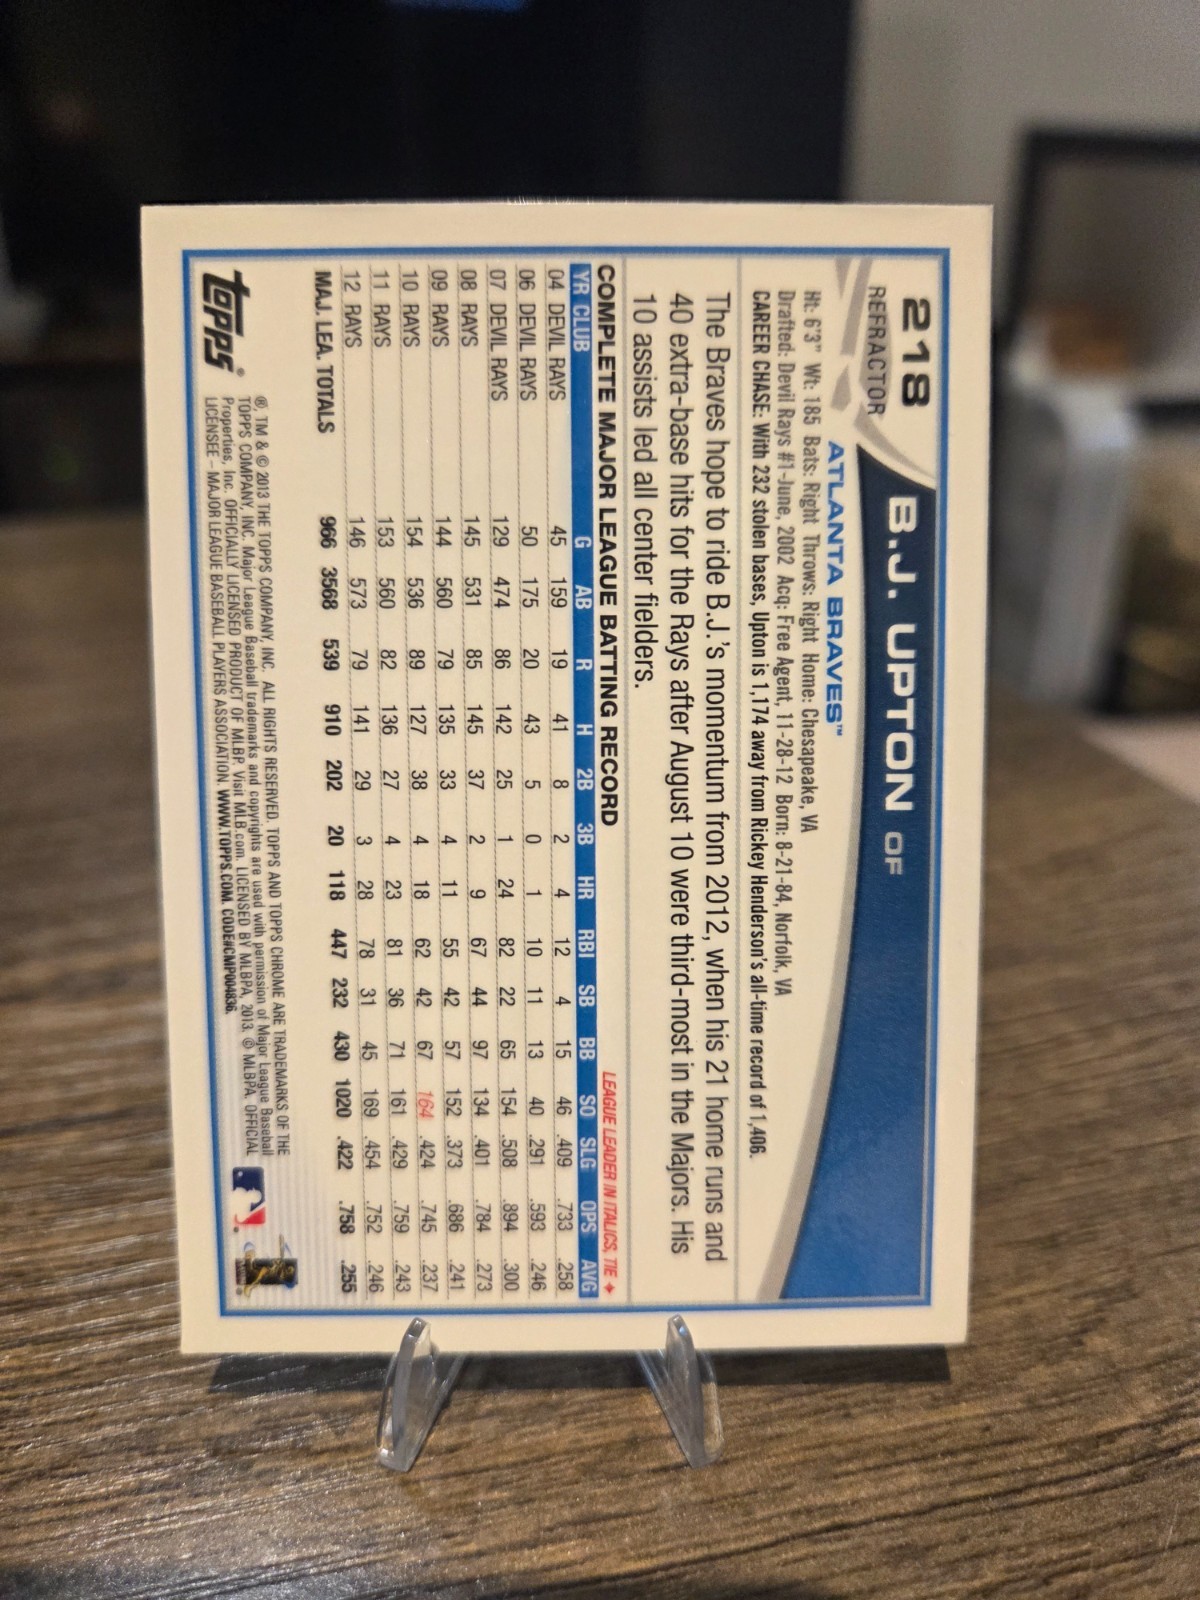 218
REFRACTOR
B.J. UPTON OF
ATLANTA BRAVES™
Ht: 6'3" Wt: 185 Bats: Right Throws: Right Home: Chesapeake, VA
Drafted: Devil Rays #1-June, 2002 Acq: Free Agent, 11-28-12 Born: 8-21-84, Norfolk, VA
CAREER CHASE: With 232 stolen bases, Upton is 1,174 away from Rickey Henderson's all-time record of 1,406.
The Braves hope to ride B.J.'s momentum from 2012, when his 21 home runs and
40 extra-base hits for the Rays after August 10 were third-most in the Majors. His
10 assists led all center fielders.
COMPLETE MAJOR LEAGUE BATTING RECORD
LEAGUE LEADER IN ITALICS, TIE ♦
YR CLUB G AB R H 2B 3B HR RBI SB BB SO SLG OPS AVG
04 DEVIL RAYS 45 159 19 41 8 2 4 12 4 15 46 .409 .733 .258
06 DEVIL RAYS 50 175 20 43 5 0 1 10 11 13 40 .291 .593 .246
07 DEVIL RAYS 129 474 86 142 25 1 24 82 22 65 154 .508 .894 .300
08 RAYS 145 531 85 145 37 2 9 67 44 97 134 .401 .784 .273
09 RAYS 144 560 79 135 33 4 11 55 42 57 152 .373 .686 .241
10 RAYS 154 536 89 127 38 4 18 62 42 67 164 .424 .745 .237
11 RAYS 153 560 82 136 27 4 23 81 36 71 161 .429 .759 .243
12 RAYS 146 573 79 141 29 3 28 78 31 45 169 .454 .752 .246
MAJ. LEA. TOTALS 966 3568 539 910 202 20 118 447 232 430 1020 .422 .758 .255
topps®
®, TM & © 2013 THE TOPPS COMPANY, INC. ALL RIGHTS RESERVED. TOPPS AND TOPPS CHROME ARE TRADEMARKS OF THE
TOPPS COMPANY, INC. Major League Baseball trademarks and copyrights are used with permission of Major League Baseball
Properties, Inc. OFFICIALLY LICENSED PRODUCT OF MLBP. Visit MLB.com. LICENSED BY MLBPA, 2013. © MLBPA. OFFICIAL
LICENSEE – MAJOR LEAGUE BASEBALL PLAYERS ASSOCIATION. WWW.TOPPS.COM. CODE#CMP004836.